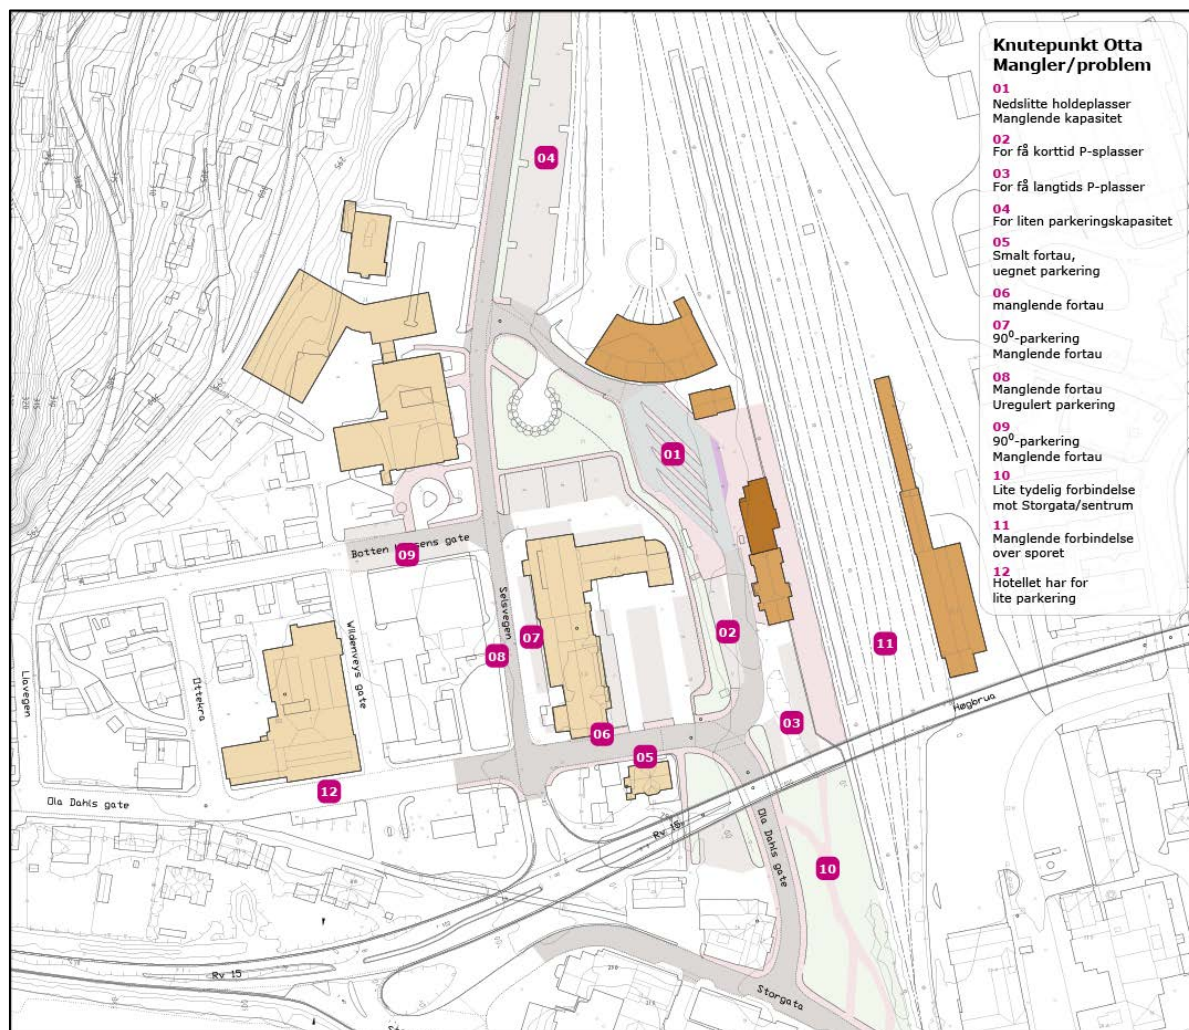 Knutepunkt Otta
Mangler/problem
01
Nedslitte holdeplasser
Manglende kapasitet
02
For få korttid P-splasser
03
For få langtids P-plasser
04
For liten parkeringskapasitet
05
Smalt fortau,
uegnet parkering
06
manglende fortau
07
90⁰-parkering
Manglende fortau
08
Manglende fortau
Uregulert parkering
09
90⁰-parkering
Manglende fortau
10
Lite tydelig forbindelse
mot Storgata/sentrum
11
Manglende forbindelse
over sporet
12
Hotellet har for
lite parkering
04
01
09
Botten
gate
Selsvegen
07
08
02
11
Wildenveys gate
Ottekra
Høgbrua
03
06
05
12
Ola Dahls gate
Rv 15
Ola Dahls gate
10
Rv 15
Storgata